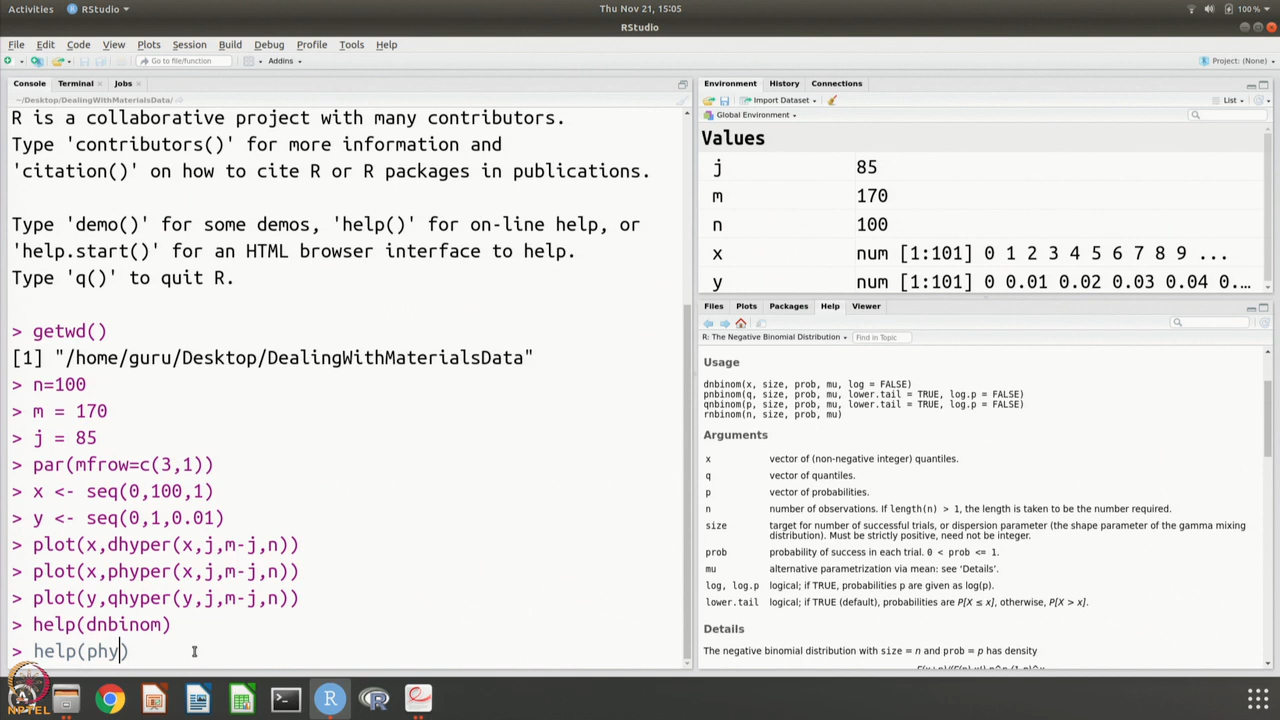 Activities RStudio Thu Nov 21, 15:05 100 %
RStudio
File Edit Code View Plots Session Build Debug Profile Tools Help
Go to file/function Addins Project: (None)
Console Terminal Jobs
~/Desktop/DealingWithMaterialsData/
R is a collaborative project with many contributors.
Type 'contributors()' for more information and
'citation()' on how to cite R or R packages in publications.
Type 'demo()' for some demos, 'help()' for on-line help, or
'help.start()' for an HTML browser interface to help.
Type 'q()' to quit R.
> getwd()
[1] "/home/guru/Desktop/DealingWithMaterialsData"
> n=100
> m = 170
> j = 85
> par(mfrow=c(3,1))
> x <- seq(0,100,1)
> y <- seq(0,1,0.01)
> plot(x,dhyper(x,j,m-j,n))
> plot(x,phyper(x,j,m-j,n))
> plot(y,qhyper(y,j,m-j,n))
> help(dnbinom)
> help(phy)
Environment History Connections
Import Dataset List
Global Environment
Values
j 85
m 170
n 100
x num [1:101] 0 1 2 3 4 5 6 7 8 9 ...
y num [1:101] 0 0.01 0.02 0.03 0.04 0.…
Files Plots Packages Help Viewer
R: The Negative Binomial Distribution Find in Topic
Usage
dnbinom(x, size, prob, mu, log = FALSE)
pnbinom(q, size, prob, mu, lower.tail = TRUE, log.p = FALSE)
qnbinom(p, size, prob, mu, lower.tail = TRUE, log.p = FALSE)
rnbinom(n, size, prob, mu)
Arguments
x vector of (non-negative integer) quantiles.
q vector of quantiles.
p vector of probabilities.
n number of observations. If length(n) > 1, the length is taken to be the number required.
size target for number of successful trials, or dispersion parameter (the shape parameter of the gamma mixing
distribution). Must be strictly positive, need not be integer.
prob probability of success in each trial. 0 < prob <= 1.
mu alternative parametrization via mean: see ‘Details’.
log, log.p logical; if TRUE, probabilities p are given as log(p).
lower.tail logical; if TRUE (default), probabilities are P[X ≤ x], otherwise, P[X > x].
Details
The negative binomial distribution with size = n and prob = p has density
NPTEL